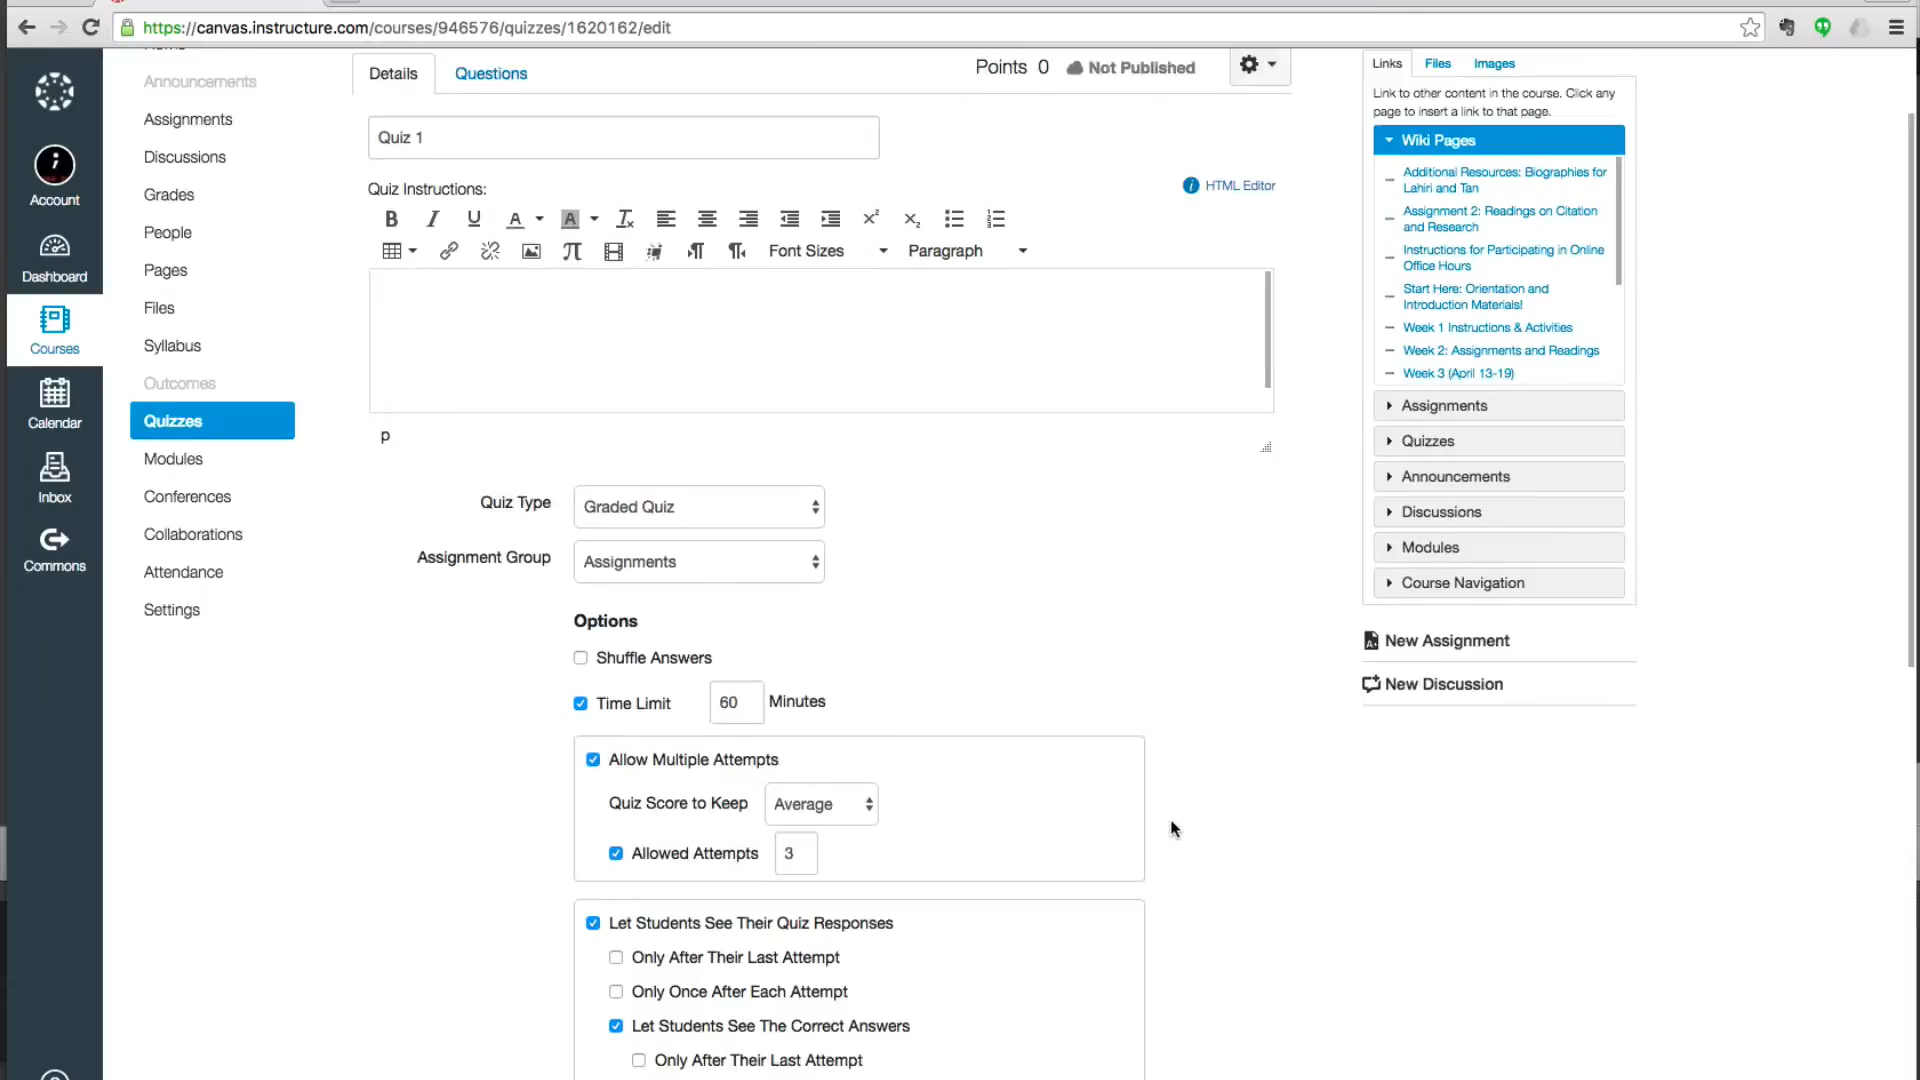 https://canvas.instructure.com/courses/946576/quizzes/1620162/edit
Account
Dashboard
Courses
Calendar
Inbox
Commons
Announcements
Assignments
Discussions
Grades
People
Pages
Files
Syllabus
Outcomes
Quizzes
Modules
Conferences
Collaborations
Attendance
Settings
Details
Questions
Points 0
Not Published
Quiz 1
Quiz Instructions:
HTML Editor
Font Sizes
Paragraph
p
Quiz Type
Graded Quiz
Assignment Group
Assignments
Options
Shuffle Answers
Time Limit
60
Minutes
Allow Multiple Attempts
Quiz Score to Keep
Average
Allowed Attempts
3
Let Students See Their Quiz Responses
Only After Their Last Attempt
Only Once After Each Attempt
Let Students See The Correct Answers
Only After Their Last Attempt
Links
Files
Images
Link to other content in the course. Click any
page to insert a link to that page.
Wiki Pages
Additional Resources: Biographies for
Lahiri and Tan
Assignment 2: Readings on Citation
and Research
Instructions for Participating in Online
Office Hours
Start Here: Orientation and
Introduction Materials!
Week 1 Instructions & Activities
Week 2: Assignments and Readings
Week 3 (April 13-19)
Assignments
Quizzes
Announcements
Discussions
Modules
Course Navigation
New Assignment
New Discussion